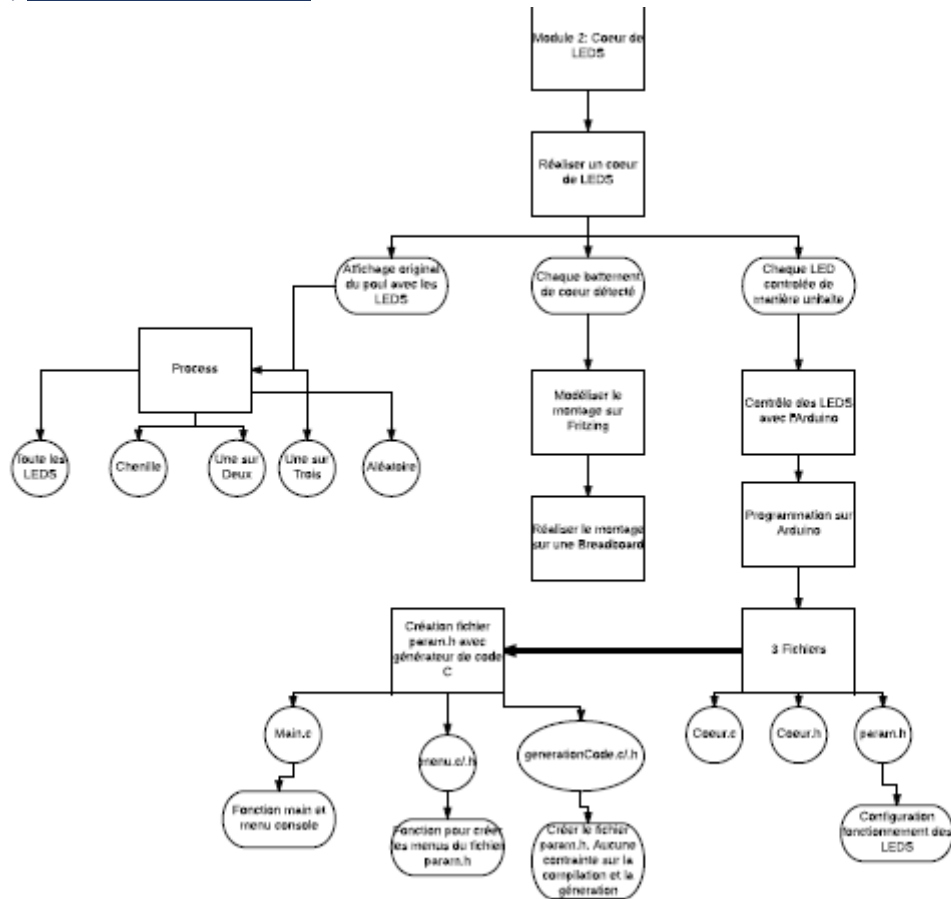 Module 2: Coeur de
LEDS
Réaliser un coeur
de LEDS
Affichage original
du poul avec les
LEDS
Chaque battement
de coeur détecté
Chaque LED
controlée de
manière unitaite
Process
Modéliser le
montage sur
Fritzing
Contrôle des LEDS
avec l'Arduino
Toute les
LEDS
Chenille
Une sur
Deux
Une sur
Trois
Aléatoire
Réaliser le montage
sur une Breadboard
Programmation sur
Arduino
Création fichier
param.h avec
générateur de code
C
3 Fichiers
Main.c
menu.c/.h
generationCode.c/.h
Coeur.c
Coeur.h
param.h
Fonction main et
menu console
Fonction pour créer
les menus du fichier
param.h
Créer le fichier
param.h. Aucune
contrainte sur la
compilation et la
géneration
Configuration
fonctionnement des
LEDS